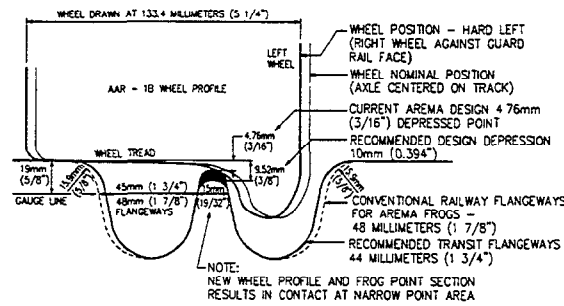 WHEEL DRAWN AT 133.4 MILLIMETERS (5 1/4")
LEFT
WHEEL
AAR - 1B WHEEL PROFILE
WHEEL POSITION - HARD LEFT
(RIGHT WHEEL AGAINST GUARD
RAIL FACE)
WHEEL NOMINAL POSITION
(AXLE CENTERED ON TRACK)
CURRENT AREMA DESIGN 4.76mm
(3/16") DEPRESSED POINT
RECOMMENDED DESIGN DEPRESSION
10mm (0.394")
4.76mm
(3/16")
WHEEL TREAD
9.52mm
(3/8")
19mm
(5/8")
15.9mm
(5/8")
GAUGE LINE
45mm (1 3/4")
48mm (1 7/8")
FLANGEWAYS
15mm
(19/32")
15.9mm
(5/8")
CONVENTIONAL RAILWAY FLANGEWAYS
FOR AREMA FROGS -
48 MILLIMETERS (1 7/8")
RECOMMENDED TRANSIT FLANGEWAYS
44 MILLIMETERS (1 3/4")
NOTE:
NEW WHEEL PROFILE AND FROG POINT SECTION
RESULTS IN CONTACT AT NARROW POINT AREA